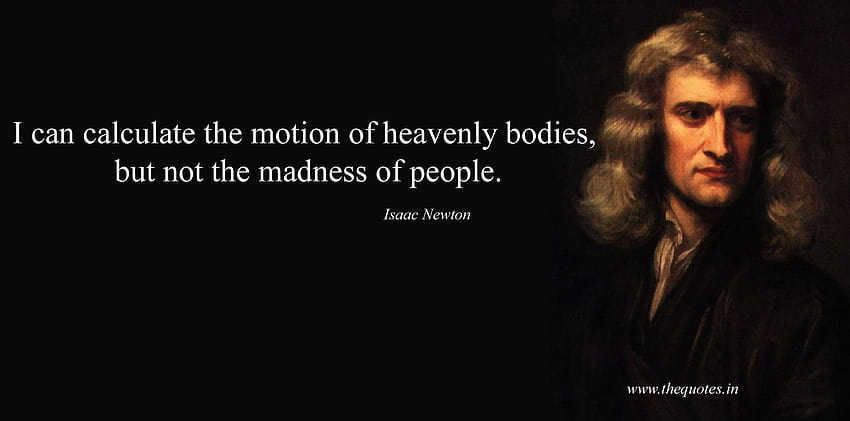 I can calculate the motion of heavenly bodies,
but not the madness of people.
Isaac Newton
www.thequotes.in